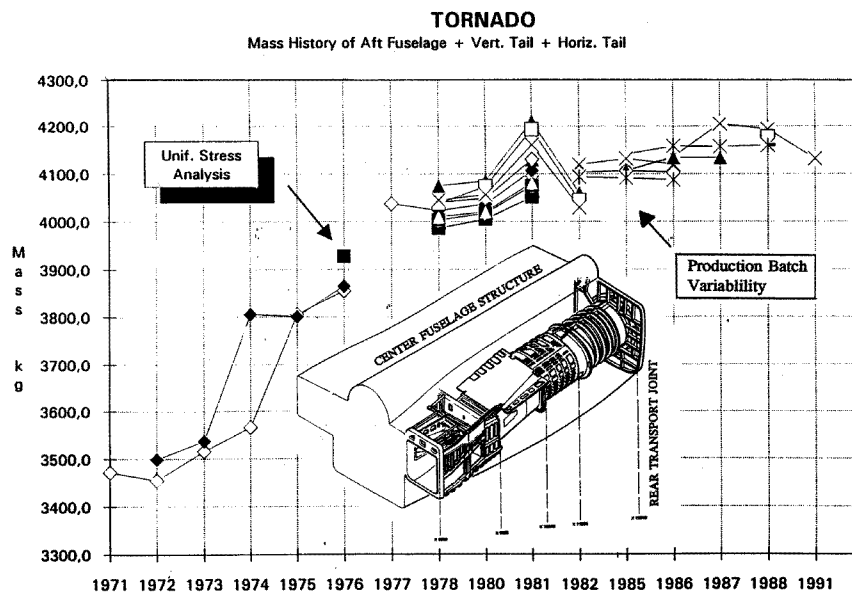 TORNADO
Mass History of Aft Fuselage + Vert. Tail + Horiz. Tail
4300,0
4200,0
4100,0
4000,0
3900,0
3800,0
3700,0
3600,0
3500,0
3400,0
3300,0
Mass kg
Unif. Stress
Analysis
Production Batch
Variablility
CENTER FUSELAGE STRUCTURE
REAR TRANSPORT JOINT
1971 1972 1973 1974 1975 1976 1977 1978 1980 1981 1982 1985 1986 1987 1988 1991